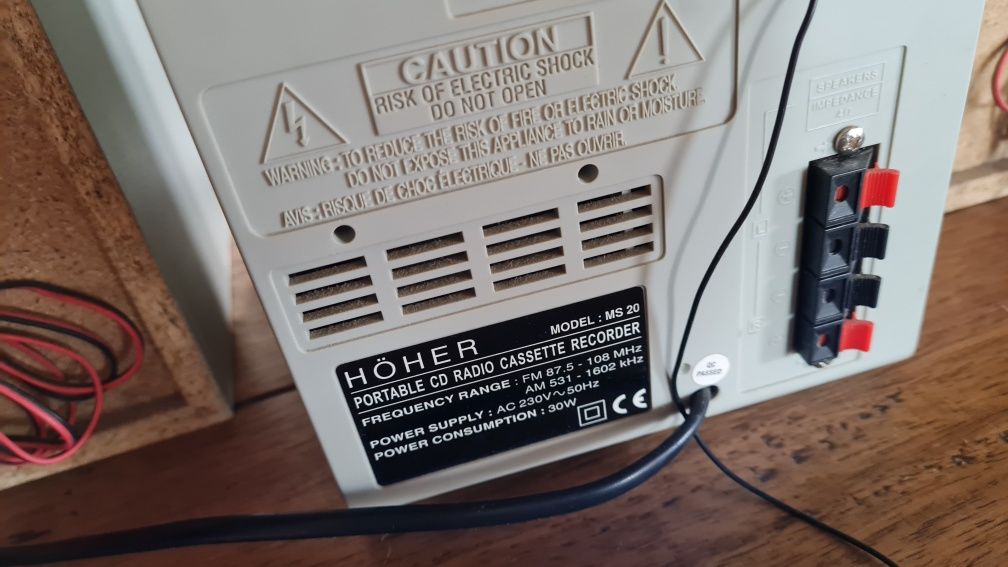 CAUTION
RISK OF ELECTRIC SHOCK
DO NOT OPEN
WARNING : TO REDUCE THE RISK OF FIRE OR ELECTRIC SHOCK
DO NOT EXPOSE THIS APPLIANCE TO RAIN OR MOISTURE.
AVIS : RISQUE DE CHOC ÉLECTRIQUE - NE PAS OUVRIR.
SPEAKERS
IMPEDANCE
4Ω
HÖHER
MODEL : MS 20
PORTABLE CD RADIO CASSETTE RECORDER
FREQUENCY RANGE : FM 87.5 - 108 MHz
AM 531 - 1602 kHz
POWER SUPPLY : AC 230V~50Hz
POWER CONSUMPTION : 30W
CE
QC
PASSED